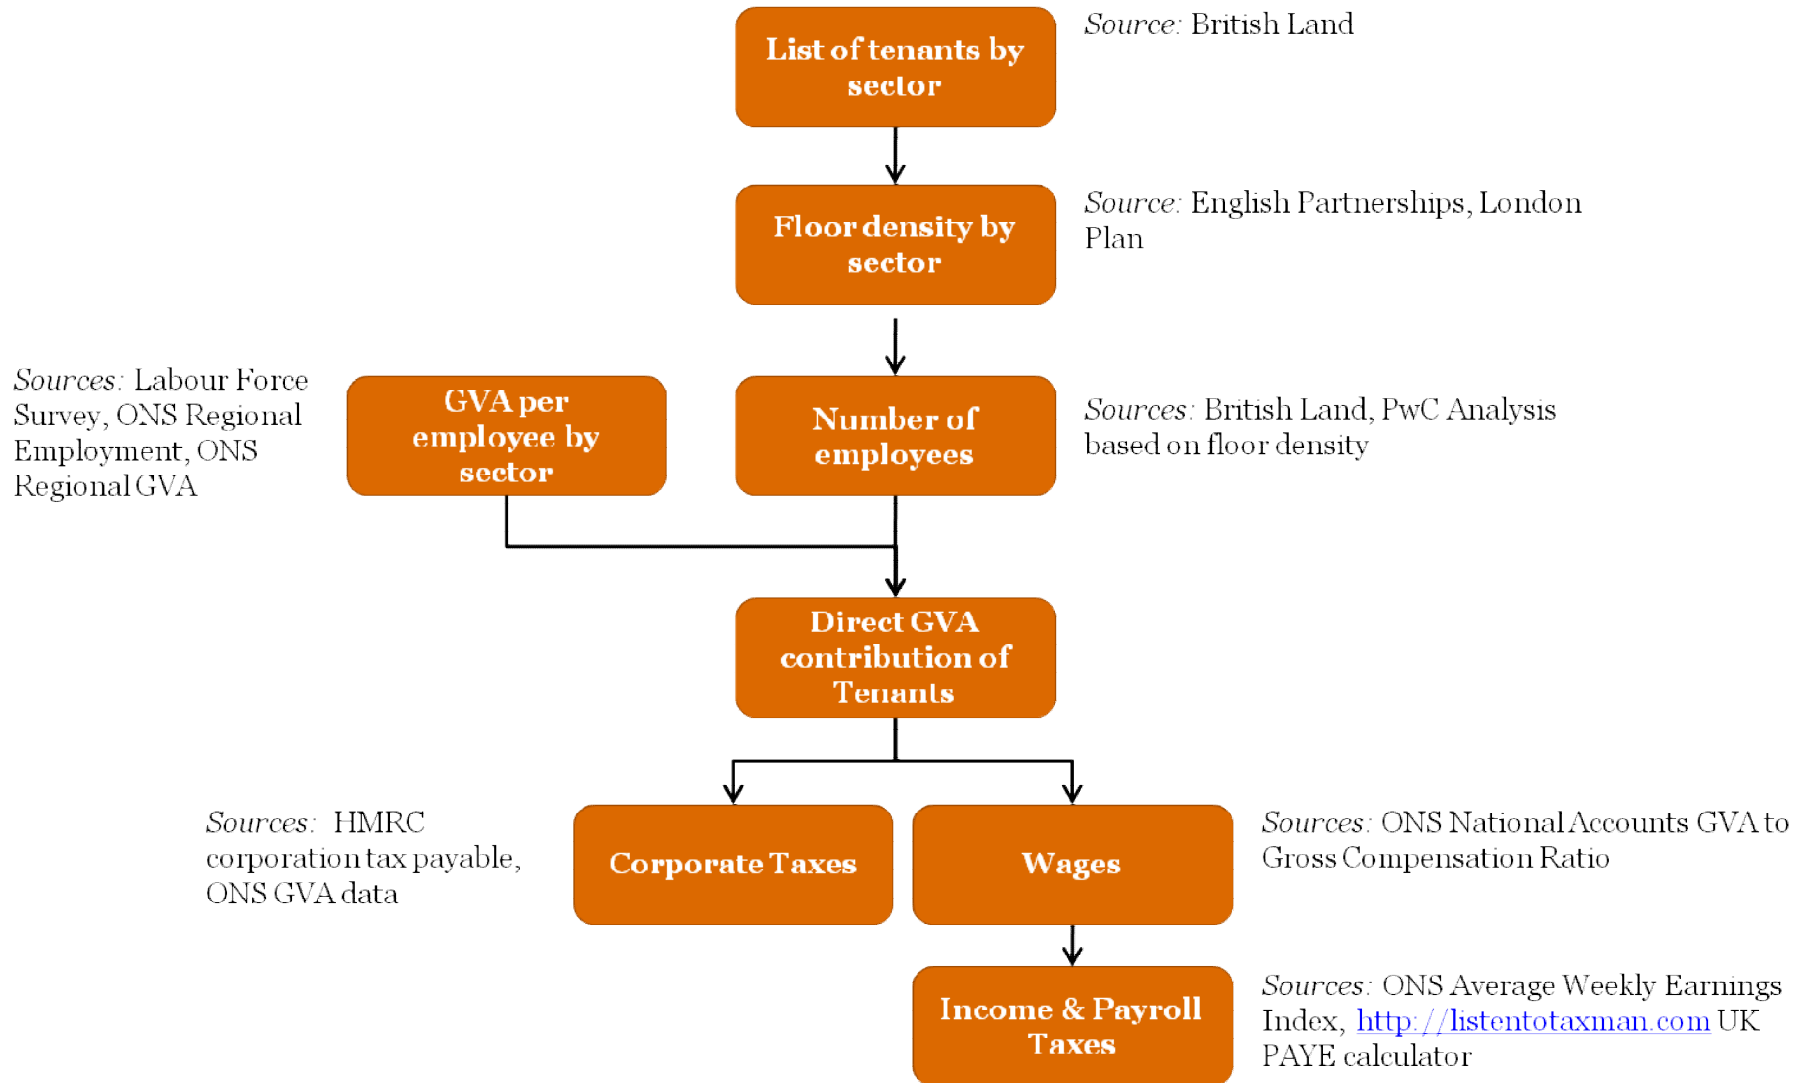 List of tenants by
sector
Source: British Land
Floor density by
sector
Source: English Partnerships, London
Plan
Sources: Labour Force
Survey, ONS Regional
Employment, ONS
Regional GVA
GVA per
employee by
sector
Number of
employees
Sources: British Land, PwC Analysis
based on floor density
Direct GVA
contribution of
Tenants
Sources: HMRC
corporation tax payable,
ONS GVA data
Corporate Taxes
Wages
Sources: ONS National Accounts GVA to
Gross Compensation Ratio
Income & Payroll
Taxes
Sources: ONS Average Weekly Earnings
Index, http://listentotaxman.com UK
PAYE calculator